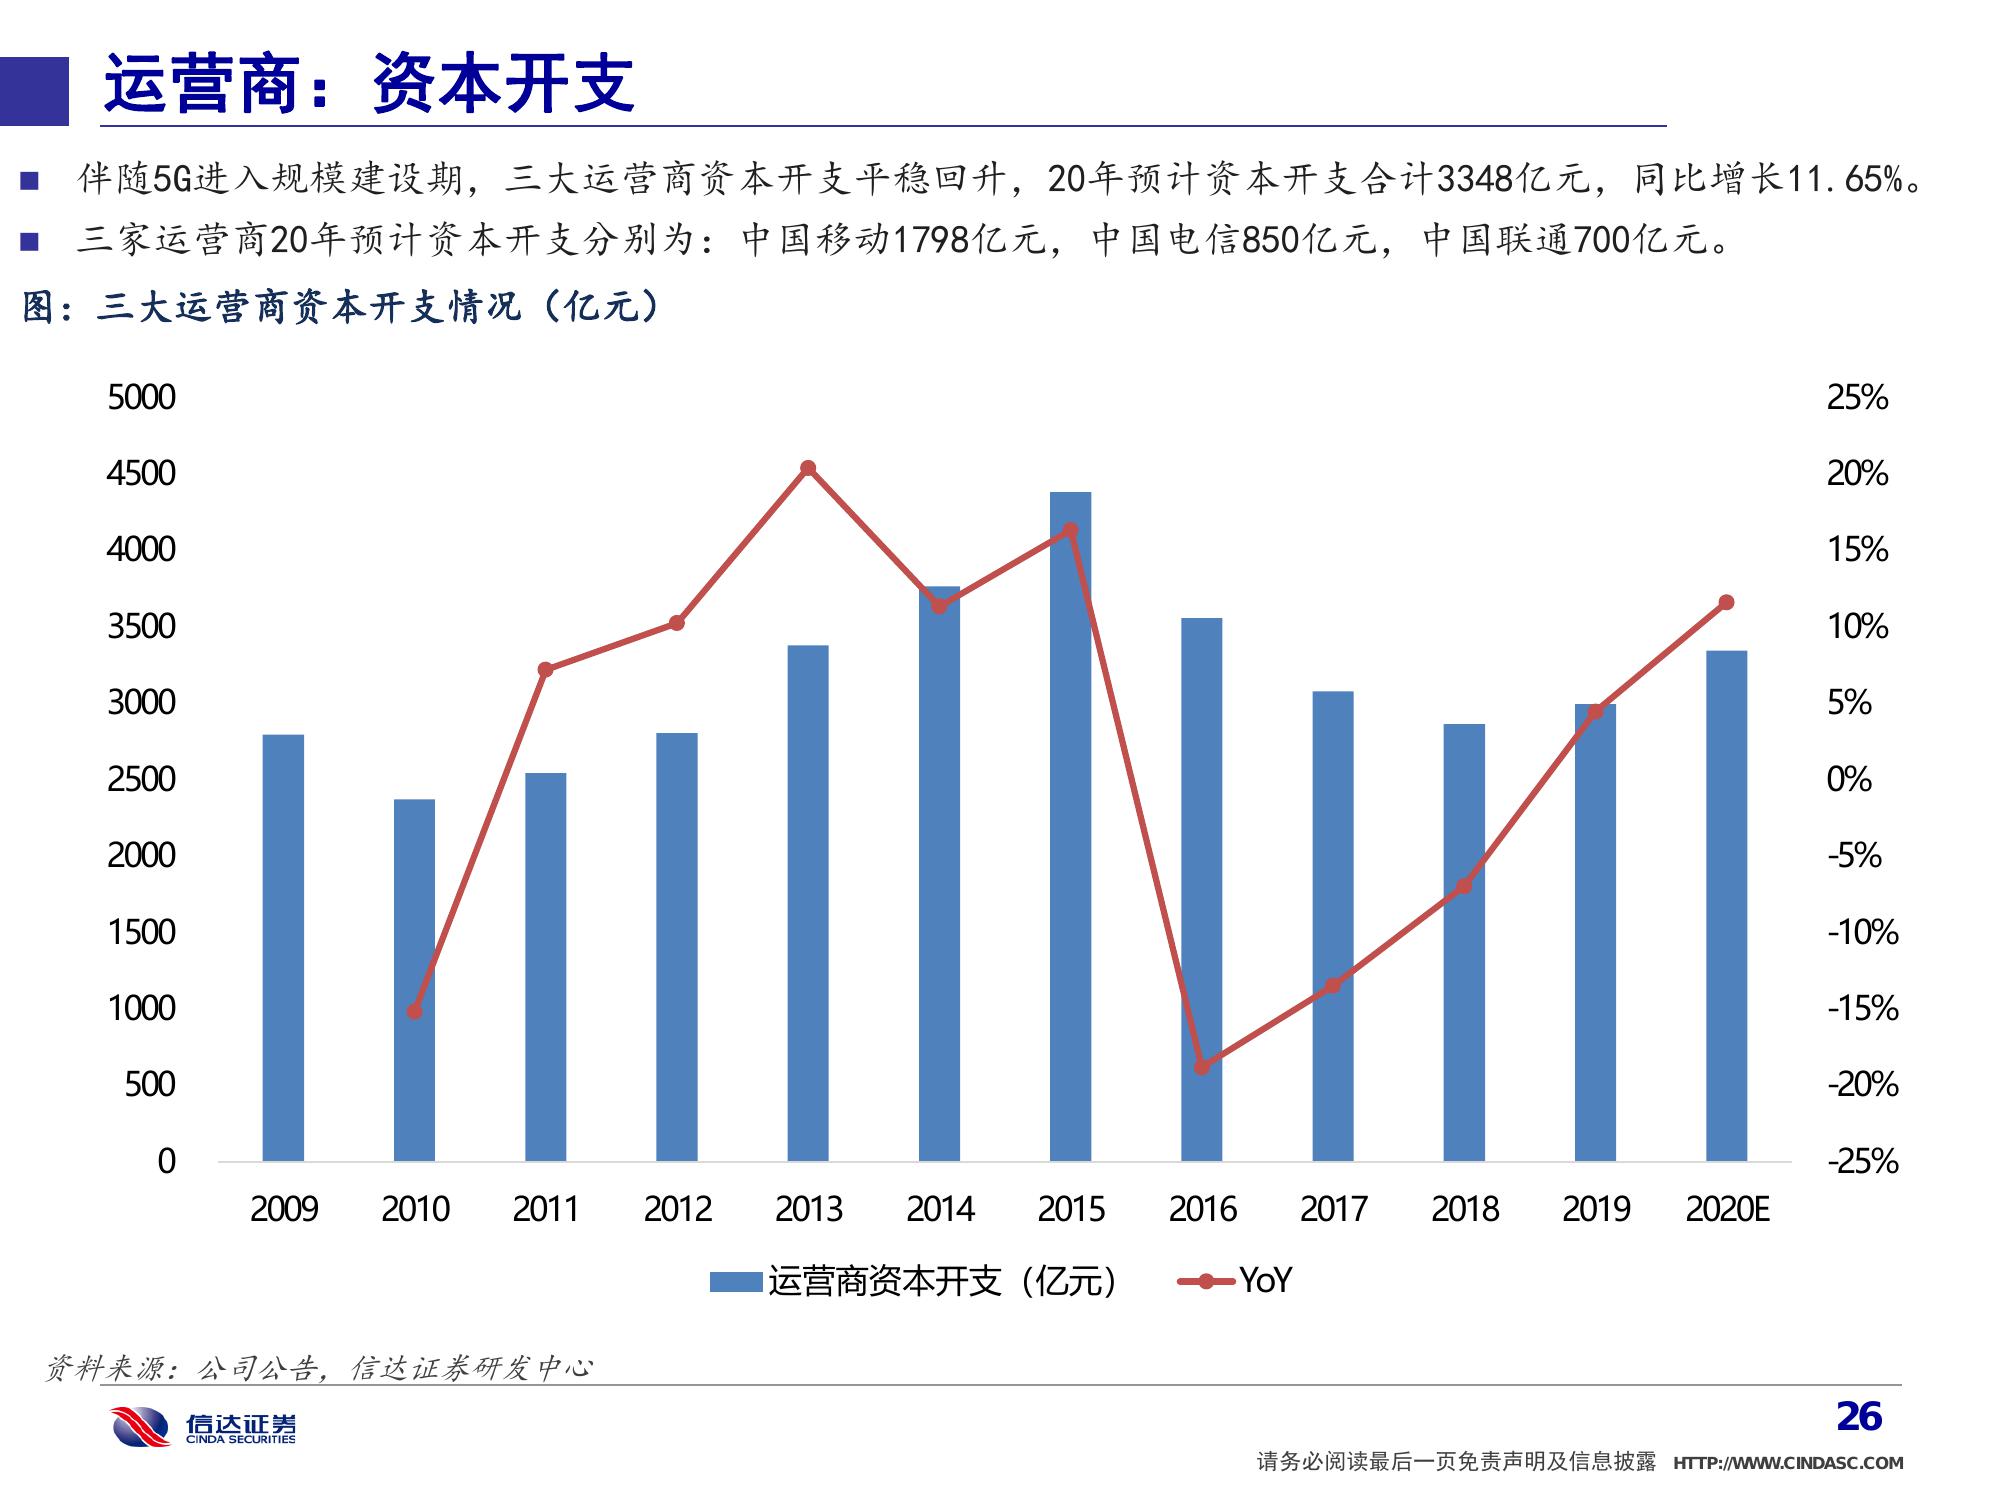 运营商：资本开支
伴随5G进入规模建设期，三大运营商资本开支平稳回升，20年预计资本开支合计3348亿元，同比增长11.65%。
三家运营商20年预计资本开支分别为：中国移动1798亿元，中国电信850亿元，中国联通700亿元。
图：三大运营商资本开支情况（亿元）
5000 25%
4500 20%
4000 15%
3500 10%
3000 5%
2500 0%
2000 -5%
1500 -10%
1000 -15%
500 -20%
0 -25%
2009 2010 2011 2012 2013 2014 2015 2016 2017 2018 2019 2020E
运营商资本开支（亿元） YoY
资料来源：公司公告，信达证券研发中心
信达证券
CINDA SECURITIES
26
请务必阅读最后一页免责声明及信息披露 HTTP://WWW.CINDASC.COM